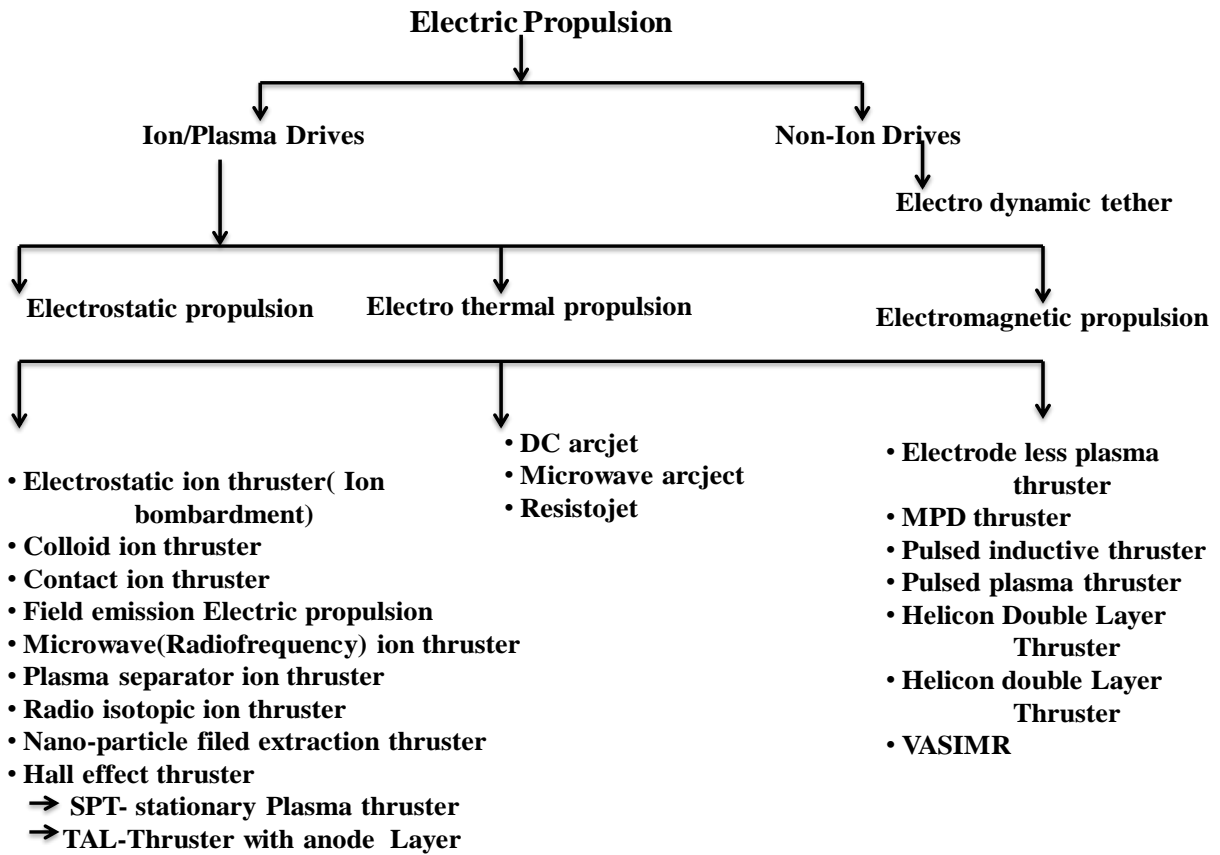 Electric Propulsion
Ion/Plasma Drives
Non-Ion Drives
Electro dynamic tether
Electrostatic propulsion
Electro thermal propulsion
Electromagnetic propulsion
• Electrostatic ion thruster( Ion
bombardment)
• Colloid ion thruster
• Contact ion thruster
• Field emission Electric propulsion
• Microwave(Radiofrequency) ion thruster
• Plasma separator ion thruster
• Radio isotopic ion thruster
• Nano-particle filed extraction thruster
• Hall effect thruster
→ SPT- stationary Plasma thruster
→ TAL-Thruster with anode Layer
• DC arcjet
• Microwave arcject
• Resistojet
• Electrode less plasma
thruster
• MPD thruster
• Pulsed inductive thruster
• Pulsed plasma thruster
• Helicon Double Layer
Thruster
• Helicon double Layer
Thruster
• VASIMR